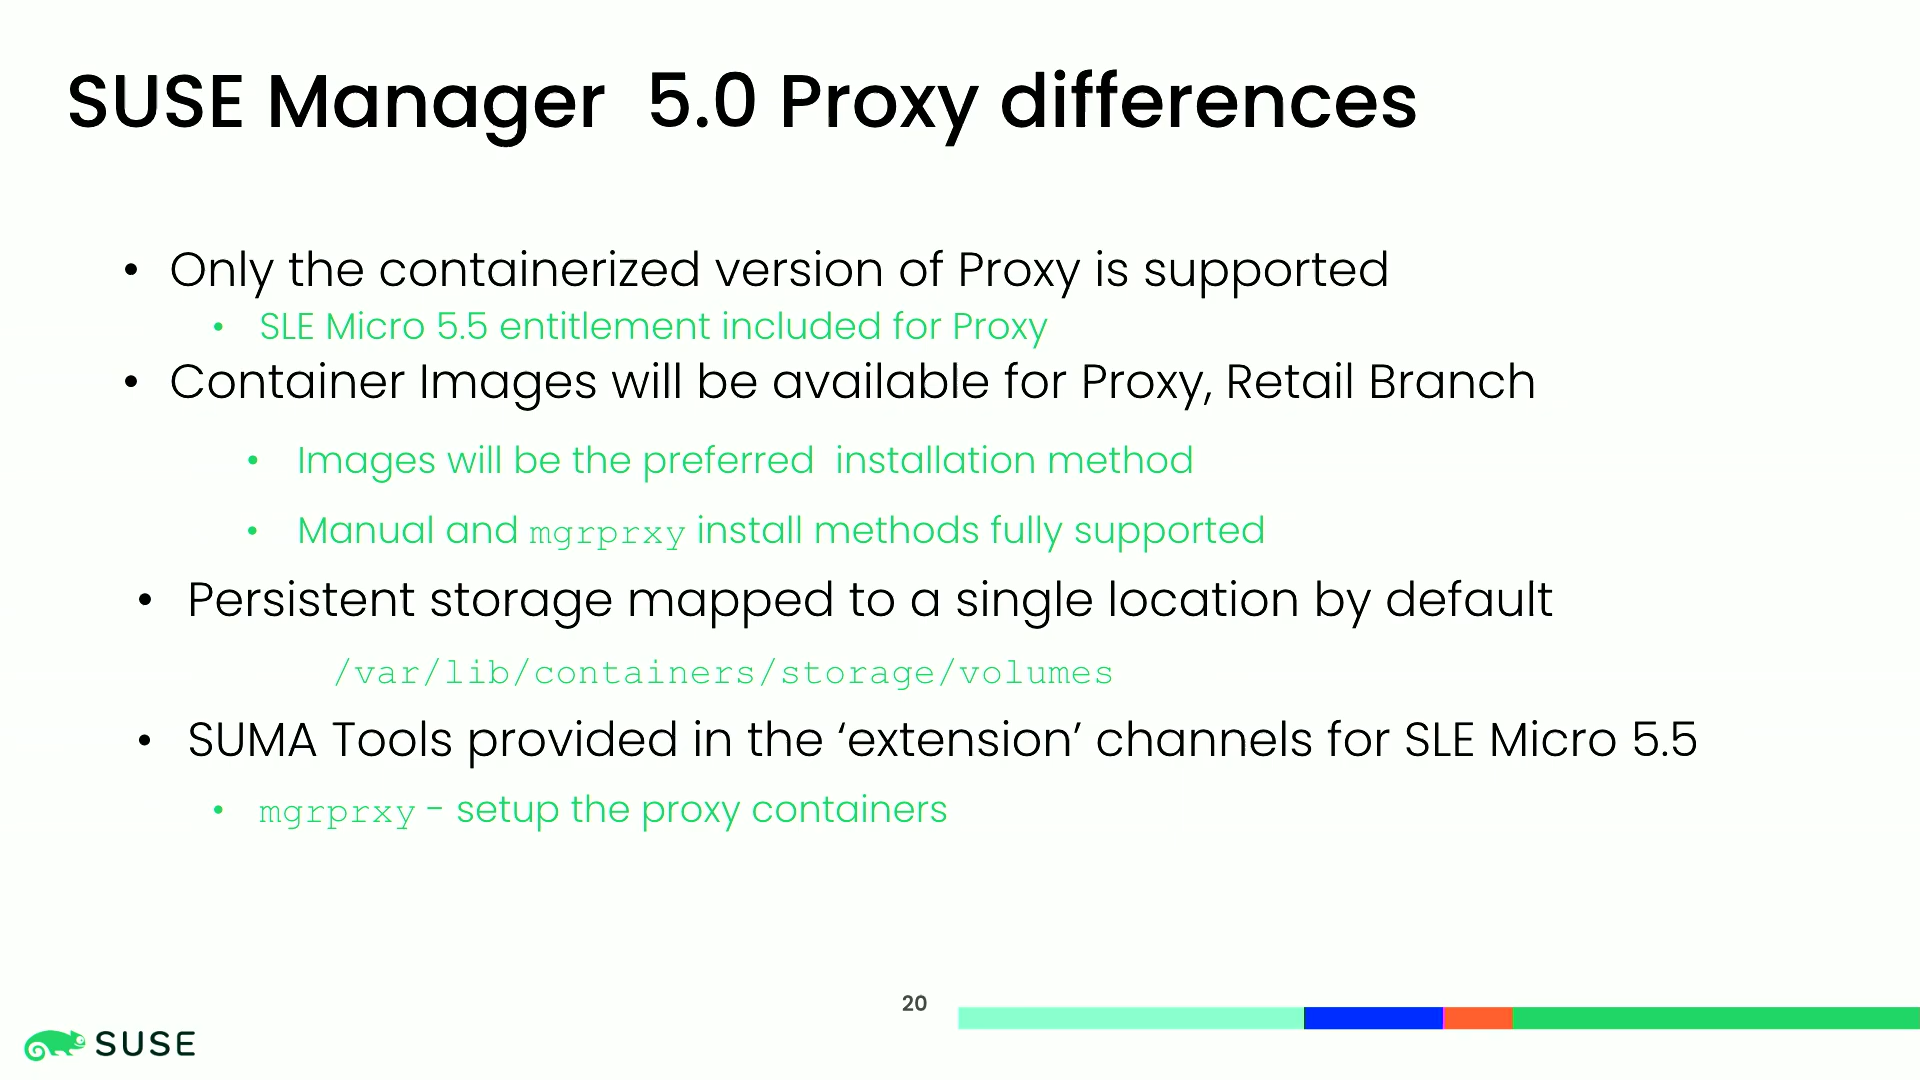 SUSE Manager  5.0 Proxy differences
• Only the containerized version of Proxy is supported
• SLE Micro 5.5 entitlement included for Proxy
• Container Images will be available for Proxy, Retail Branch
• Images will be the preferred  installation method
• Manual and mgrprxy install methods fully supported
• Persistent storage mapped to a single location by default
/var/lib/containers/storage/volumes
• SUMA Tools provided in the ‘extension’ channels for SLE Micro 5.5
• mgrprxy - setup the proxy containers
20
SUSE